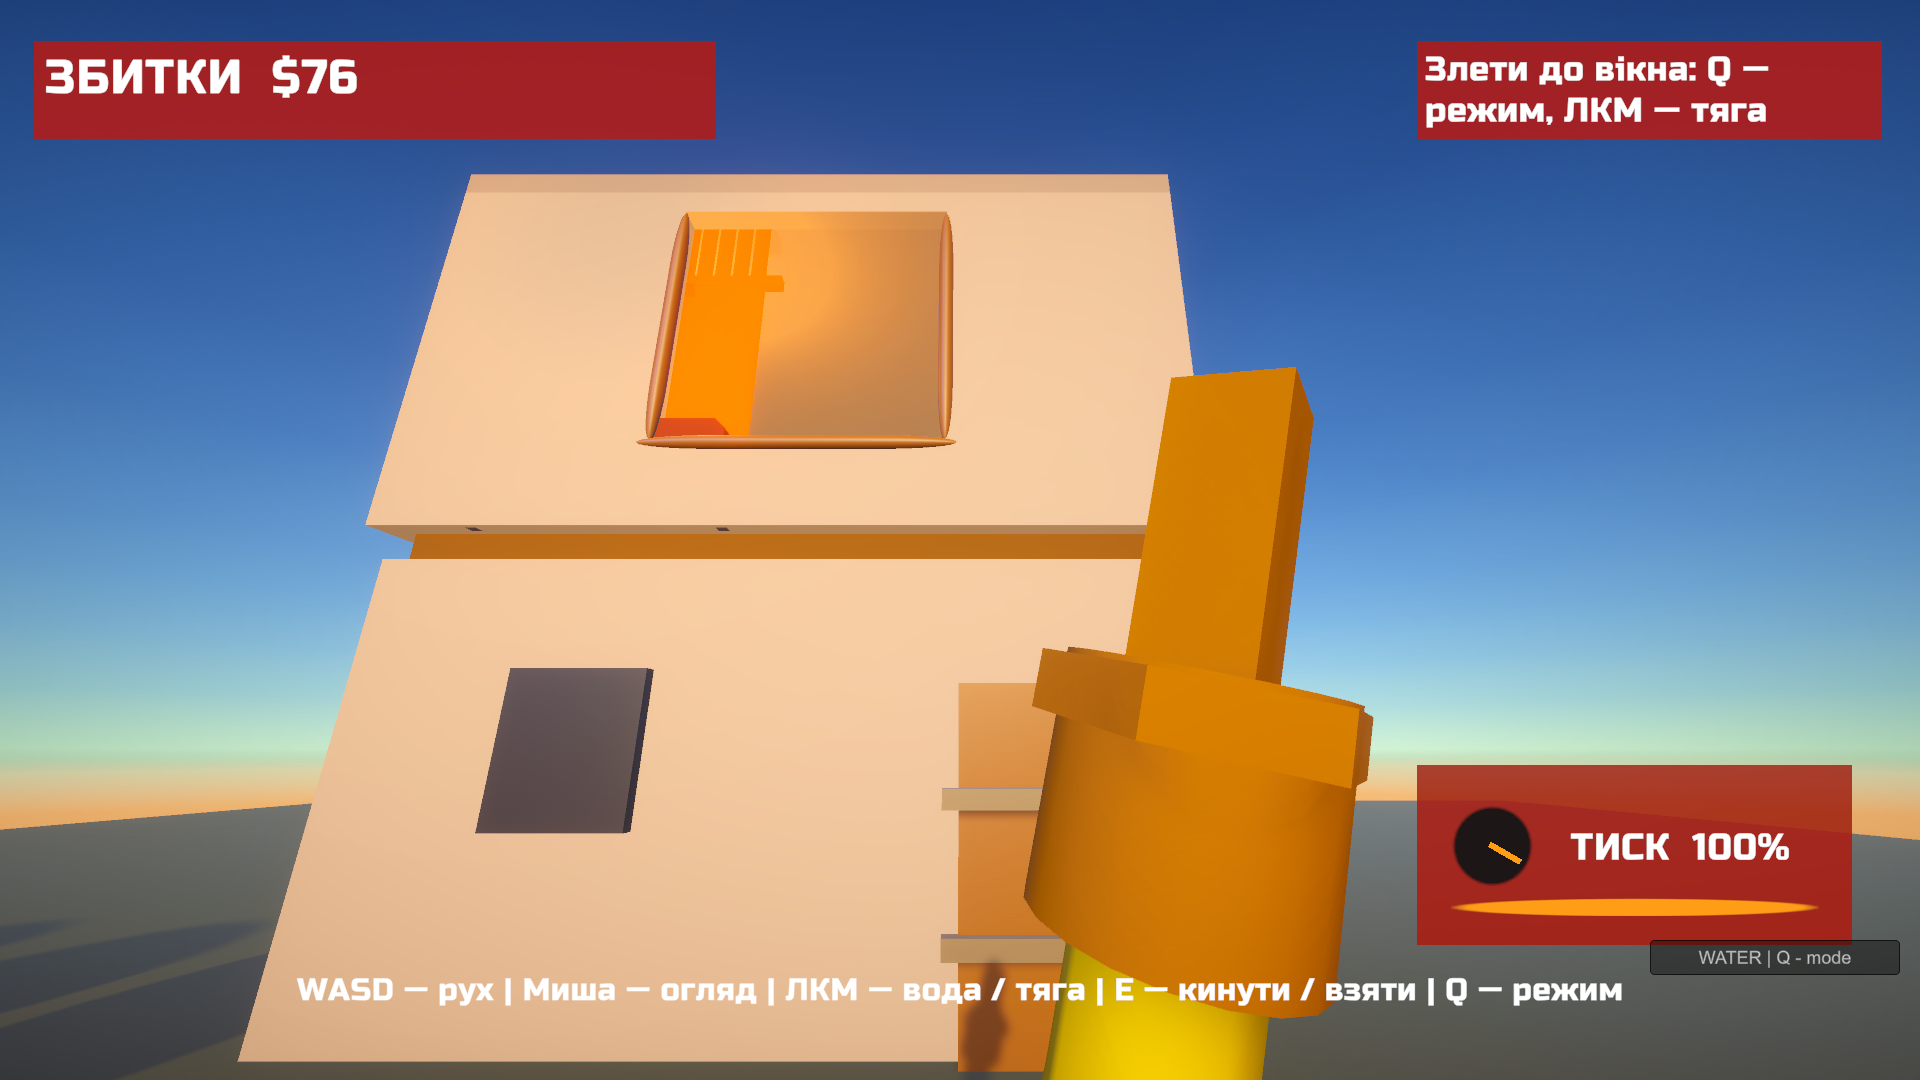 ЗБИТКИ $76
Злети до вікна: Q —
режим, ЛКМ — тяга
ТИСК 100%
WATER | Q - mode
WASD — рух | Миша — огляд | ЛКМ — вода / тяга | E — кинути / взяти | Q — режим